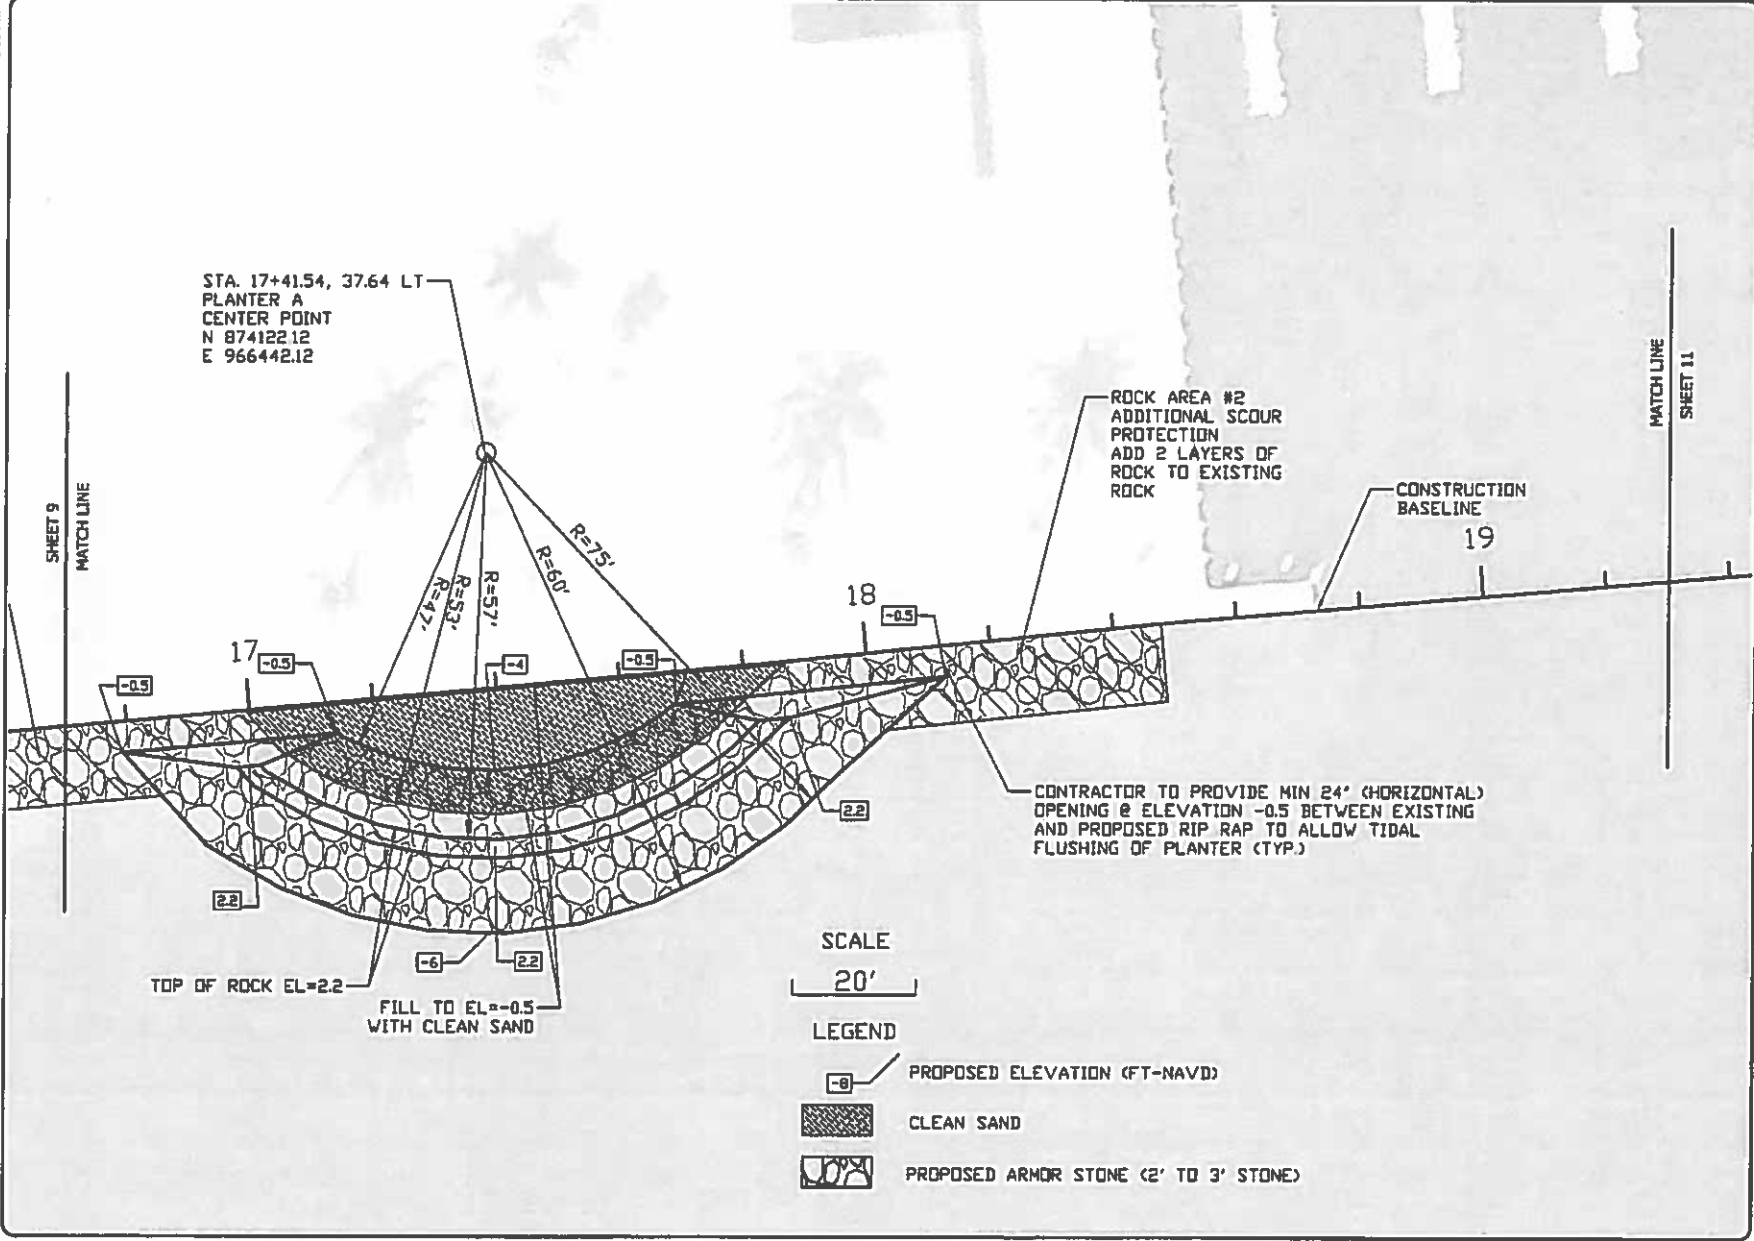 STA. 17+41.54, 37.64 LT
PLANTER A
CENTER POINT
N 874122.12
E 966442.12
SHEET 9
MATCH LINE
R=47'
R=53'
R=57'
R=60'
R=75'
ROCK AREA #2
ADDITIONAL SCOUR
PROTECTION
ADD 2 LAYERS OF
ROCK TO EXISTING
ROCK
CONSTRUCTION
BASELINE
MATCH LINE
SHEET 11
17
18
19
-0.5
-0.5
-4
-0.5
-0.5
2.2
2.2
-6
2.2
CONTRACTOR TO PROVIDE MIN 24" (HORIZONTAL)
OPENING @ ELEVATION -0.5 BETWEEN EXISTING
AND PROPOSED RIP RAP TO ALLOW TIDAL
FLUSHING OF PLANTER (TYP.)
TOP OF ROCK EL=2.2
FILL TO EL=-0.5
WITH CLEAN SAND
SCALE
20'
LEGEND
-8
PROPOSED ELEVATION (FT-NAVD)
CLEAN SAND
PROPOSED ARMOR STONE (2' TO 3' STONE)